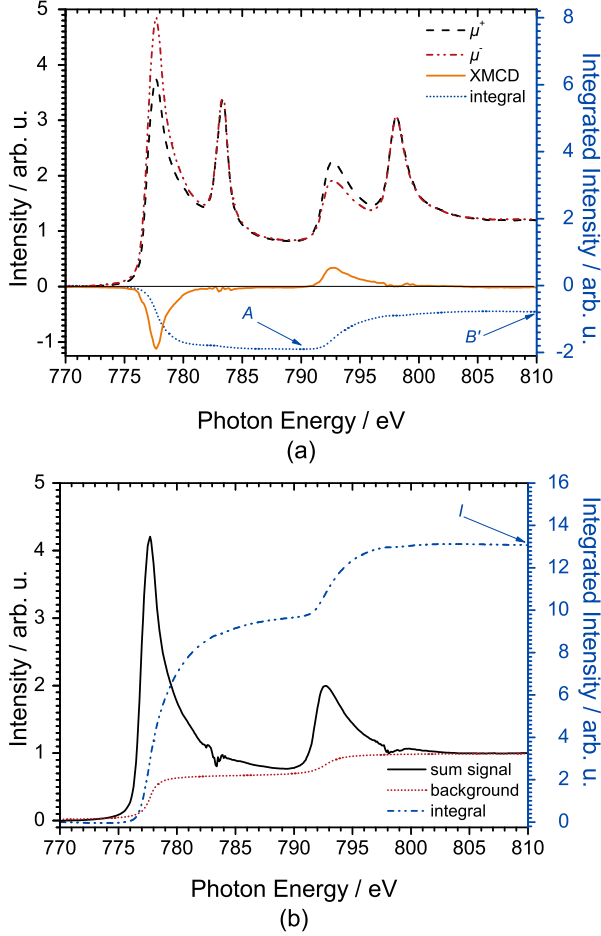 5
4
3
2
1
0
-1
8
6
4
2
0
-2
Intensity / arb. u.
Integrated Intensity / arb. u.
μ+
μ-
XMCD
integral
A
B'
770 775 780 785 790 795 800 805 810
Photon Energy / eV
(a)
5
4
3
2
1
0
16
14
12
10
8
6
4
2
0
Intensity / arb. u.
Integrated Intensity / arb. u.
I
sum signal
background
integral
770 775 780 785 790 795 800 805 810
Photon Energy / eV
(b)